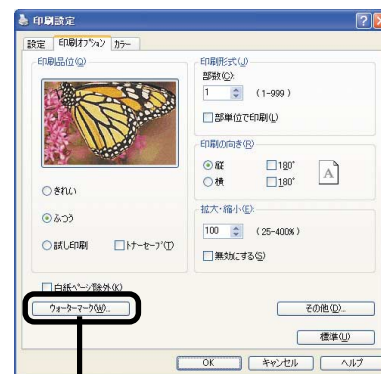 印刷設定
設定 印刷ｵﾌﾟｼｮﾝ カラー
印刷品位(Q)
きれい
ふつう
試し印刷 トナーセーブ(T)
白紙ページ除外(K)
ウォーターマーク(W)...
印刷形式(J)
部数(C):
1 (1-999)
部単位で印刷(L)
印刷の向き(R)
縦 180°
横 180°
A
拡大・縮小(E):
100 (25-400%)
無効にする(S)
その他(D)...
標準(U)
OK キャンセル ヘルプ